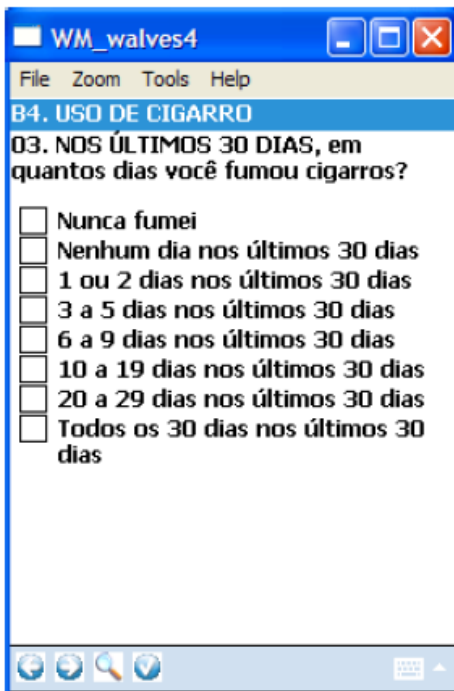 WM_walves4
File Zoom Tools Help
B4. USO DE CIGARRO
03. NOS ÚLTIMOS 30 DIAS, em
quantos dias você fumou cigarros?
Nunca fumei
Nenhum dia nos últimos 30 dias
1 ou 2 dias nos últimos 30 dias
3 a 5 dias nos últimos 30 dias
6 a 9 dias nos últimos 30 dias
10 a 19 dias nos últimos 30 dias
20 a 29 dias nos últimos 30 dias
Todos os 30 dias nos últimos 30
dias